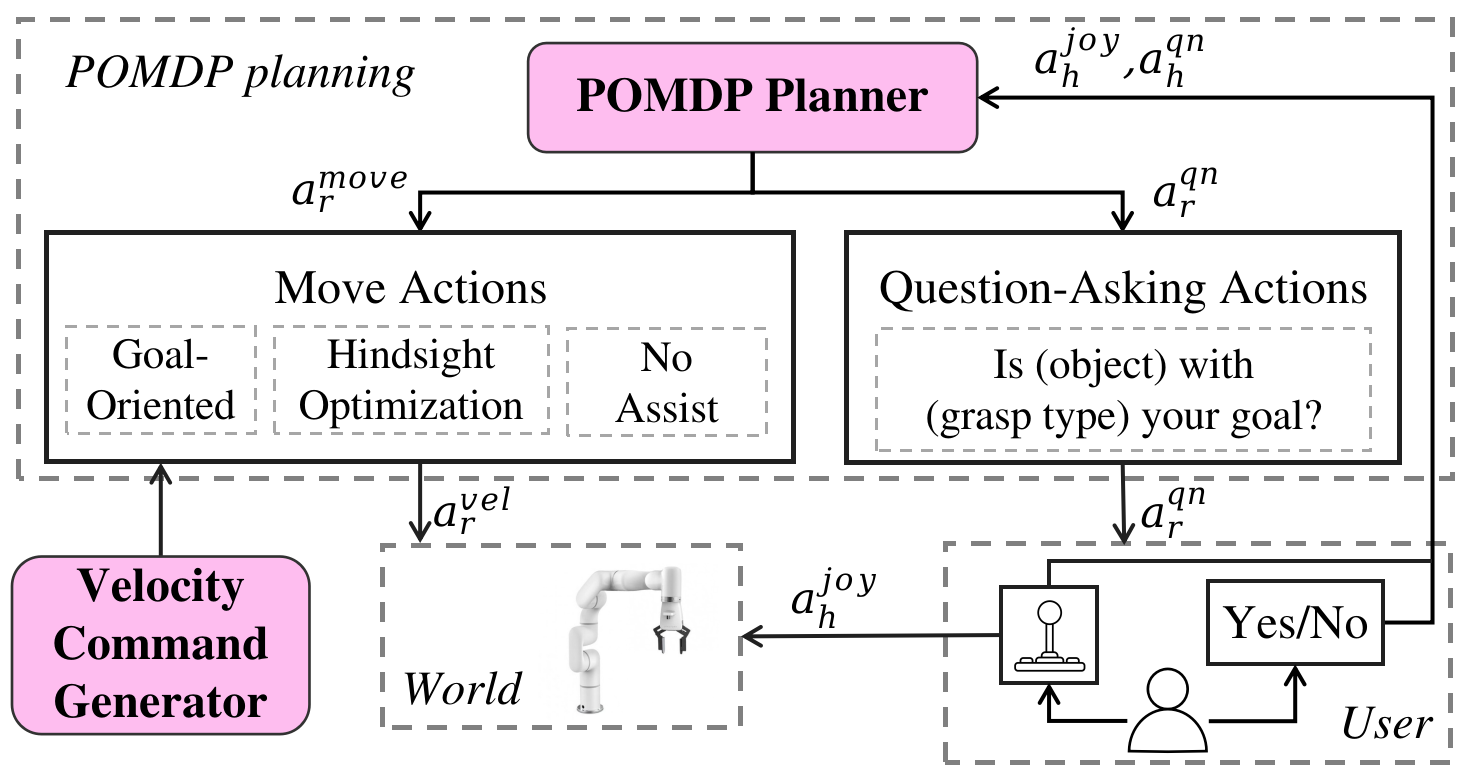 POMDP planning
POMDP Planner
a_h^{joy}, a_h^{qn}
a_r^{move}
a_r^{qn}
Move Actions
Goal-
Oriented
Hindsight
Optimization
No
Assist
Question-Asking Actions
Is (object) with
(grasp type) your goal?
a_r^{vel}
a_r^{qn}
Velocity
Command
Generator
World
a_h^{joy}
Yes/No
User